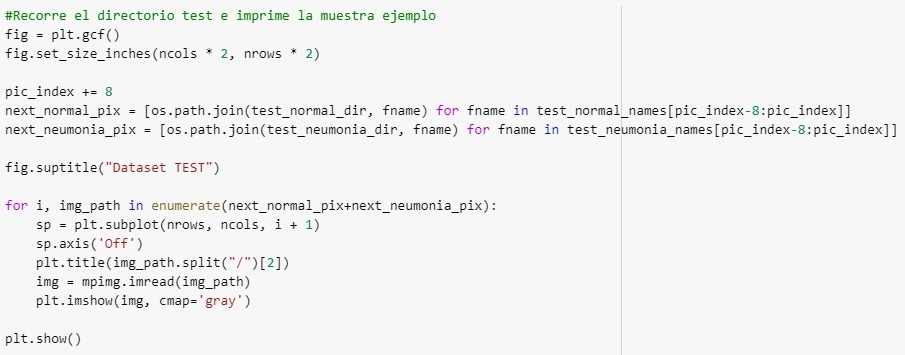 #Recorre el directorio test e imprime la muestra ejemplo
fig = plt.gcf()
fig.set_size_inches(ncols * 2, nrows * 2)

pic_index += 8
next_normal_pix = [os.path.join(test_normal_dir, fname) for fname in test_normal_names[pic_index-8:pic_index]]
next_neumonia_pix = [os.path.join(test_neumonia_dir, fname) for fname in test_neumonia_names[pic_index-8:pic_index]]

fig.suptitle("Dataset TEST")

for i, img_path in enumerate(next_normal_pix+next_neumonia_pix):
    sp = plt.subplot(nrows, ncols, i + 1)
    sp.axis('Off')
    plt.title(img_path.split("/")[2])
    img = mpimg.imread(img_path)
    plt.imshow(img, cmap='gray')

plt.show()